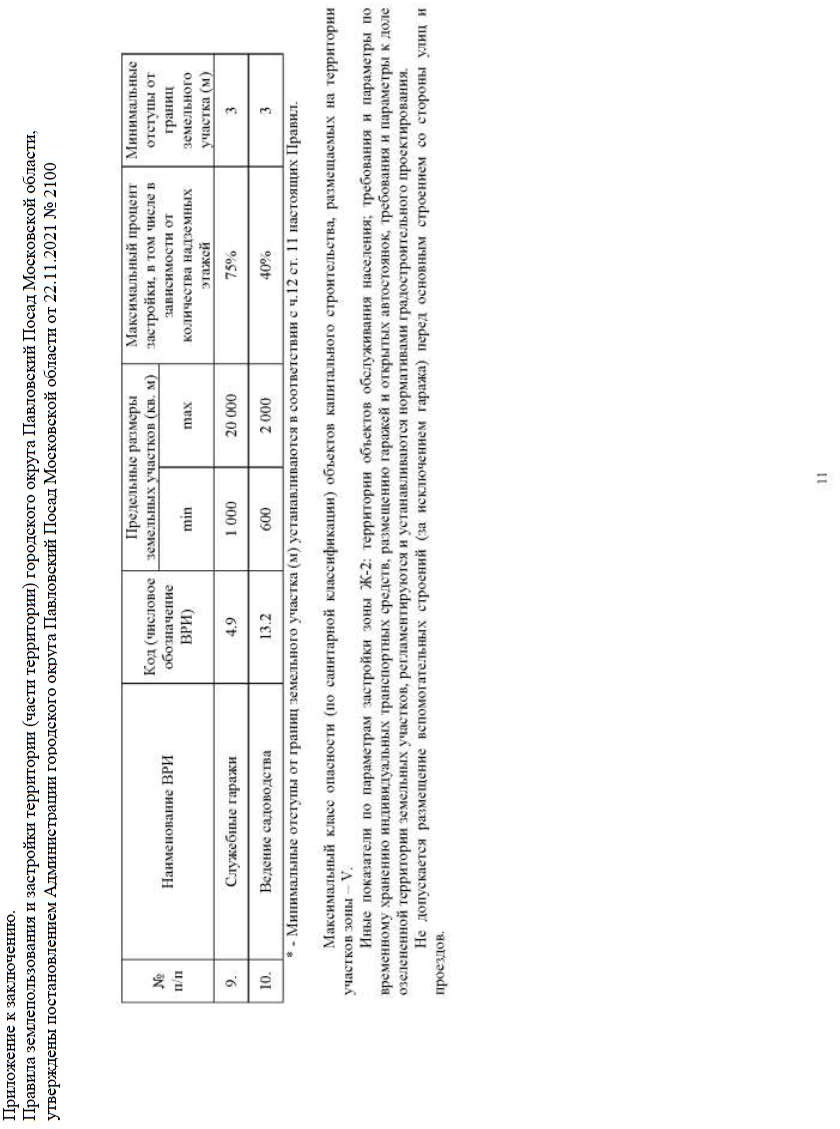 Приложение к заключению.
Правила землепользования и застройки территории (части территории) городского округа Павловский Посад Московской области,
утверждены постановлением Администрации городского округа Павловский Посад Московской области от 22.11.2021 № 2100
№ п/п | Наименование ВРИ | Код (числовое обозначение ВРИ) | Предельные размеры земельных участков (кв. м) min | max | Максимальный процент застройки, в том числе в зависимости от количества надземных этажей | Минимальные отступы от границ земельного участка (м)
9. | Служебные гаражи | 4.9 | 1 000 | 20 000 | 75% | 3
10. | Ведение садоводства | 13.2 | 600 | 2 000 | 40% | 3
* - Минимальные отступы от границ земельного участка (м) устанавливаются в соответствии с ч.12 ст. 11 настоящих Правил.
Максимальный класс опасности (по санитарной классификации) объектов капитального строительства, размещаемых на территории
участков зоны – V.
Иные показатели по параметрам застройки зоны Ж-2: территории объектов обслуживания населения; требования и параметры по
временному хранению индивидуальных транспортных средств, размещению гаражей и открытых автостоянок, требования и параметры к доле
озелененной территории земельных участков, регламентируются и устанавливаются нормативами градостроительного проектирования.
Не допускается размещение вспомогательных строений (за исключением гаража) перед основным строением со стороны улиц и
проездов.
11